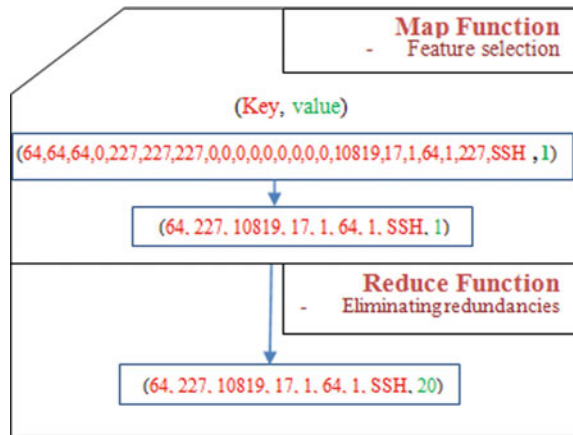 Map Function
- Feature selection
(Key, value)
(64,64,64,0,227,227,227,0,0,0,0,0,0,0,0,0,10819,17,1,64,1,227,SSH , 1)
(64, 227, 10819, 17, 1, 64, 1, SSH, 1)
Reduce Function
- Eliminating redundancies
(64, 227, 10819, 17, 1, 64, 1, SSH, 20)